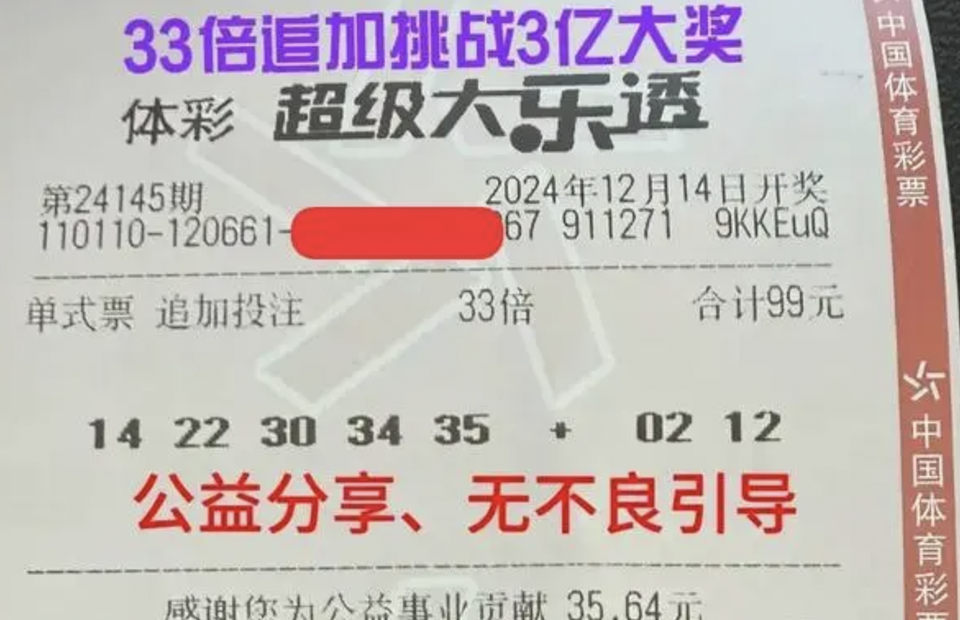 33倍追加挑战3亿大奖
体彩 超级大乐透
第24145期 2024年12月14日开奖
110110-120661- 67 911271 9KKEuQ
单式票 追加投注 33倍 合计99元
14 22 30 34 35 + 02 12
公益分享、无不良引导
感谢您为公益事业贡献 35.64元
中国体育彩票
中国体育彩票